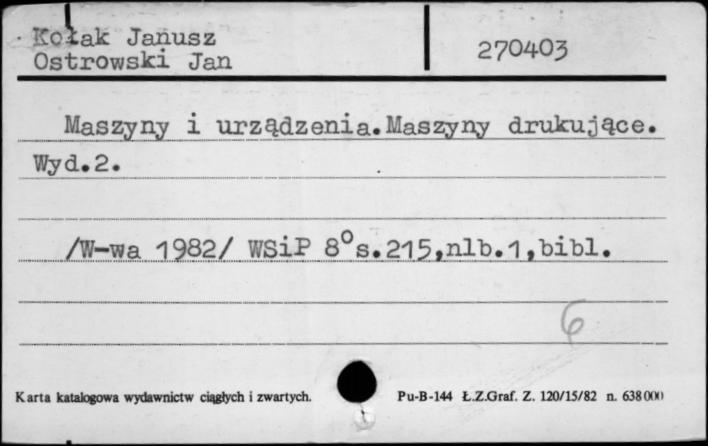 Kołak Janusz
Ostrowski Jan
270403
Maszyny i urządzenia.Maszyny drukujące.
Wyd.2.
/W-wa 1982/ WSiP 8° s.215,nlb.1,bibl.
6
Karta katalogowa wydawnictw ciągłych i zwartych.
Pu-B-144 Ł.Z.Graf. Z. 120/15/82 n. 638000